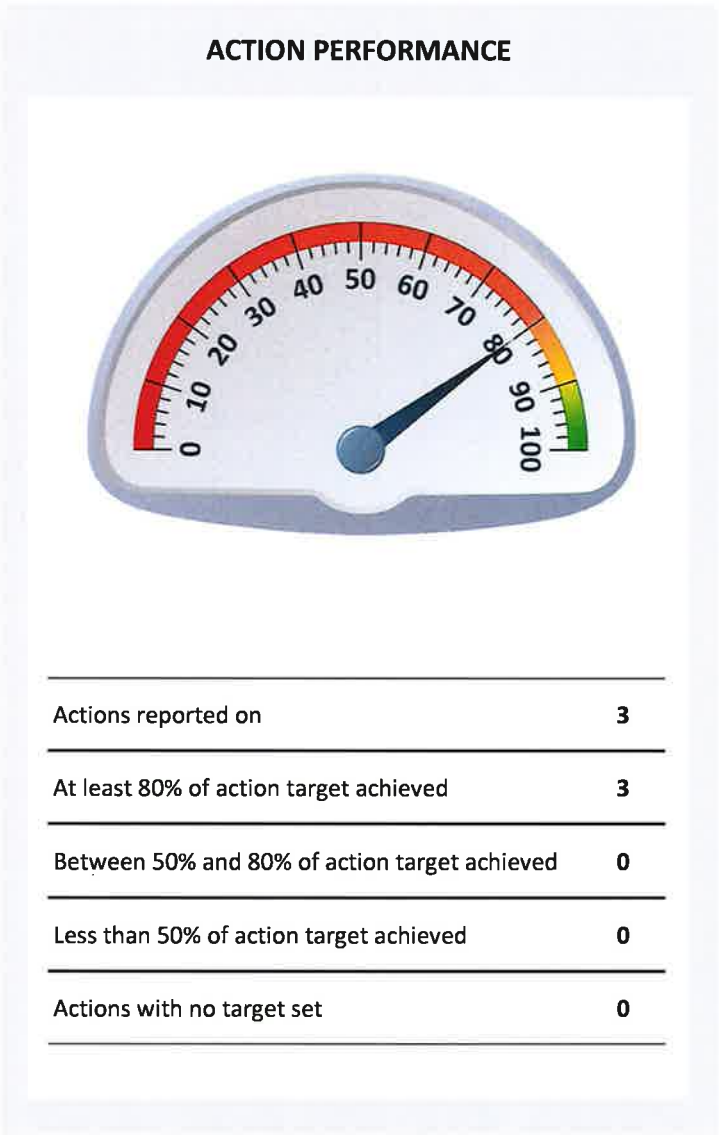 ACTION PERFORMANCE
0
10
20
30
40
50
60
70
80
90
100
Actions reported on 3
At least 80% of action target achieved 3
Between 50% and 80% of action target achieved 0
Less than 50% of action target achieved 0
Actions with no target set 0